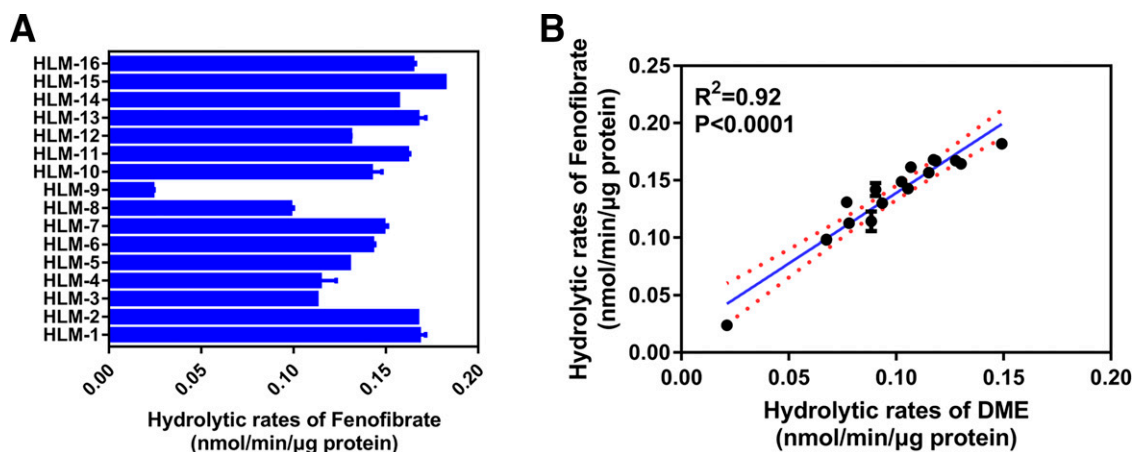 A
HLM-16
HLM-15
HLM-14
HLM-13
HLM-12
HLM-11
HLM-10
HLM-9
HLM-8
HLM-7
HLM-6
HLM-5
HLM-4
HLM-3
HLM-2
HLM-1
0.00 0.05 0.10 0.15 0.20
Hydrolytic rates of Fenofibrate
(nmol/min/µg protein)
B
Hydrolytic rates of Fenofibrate
(nmol/min/µg protein)
0.25
0.20
0.15
0.10
0.05
0.00
R²=0.92
P<0.0001
0.00 0.05 0.10 0.15 0.20
Hydrolytic rates of DME
(nmol/min/µg protein)